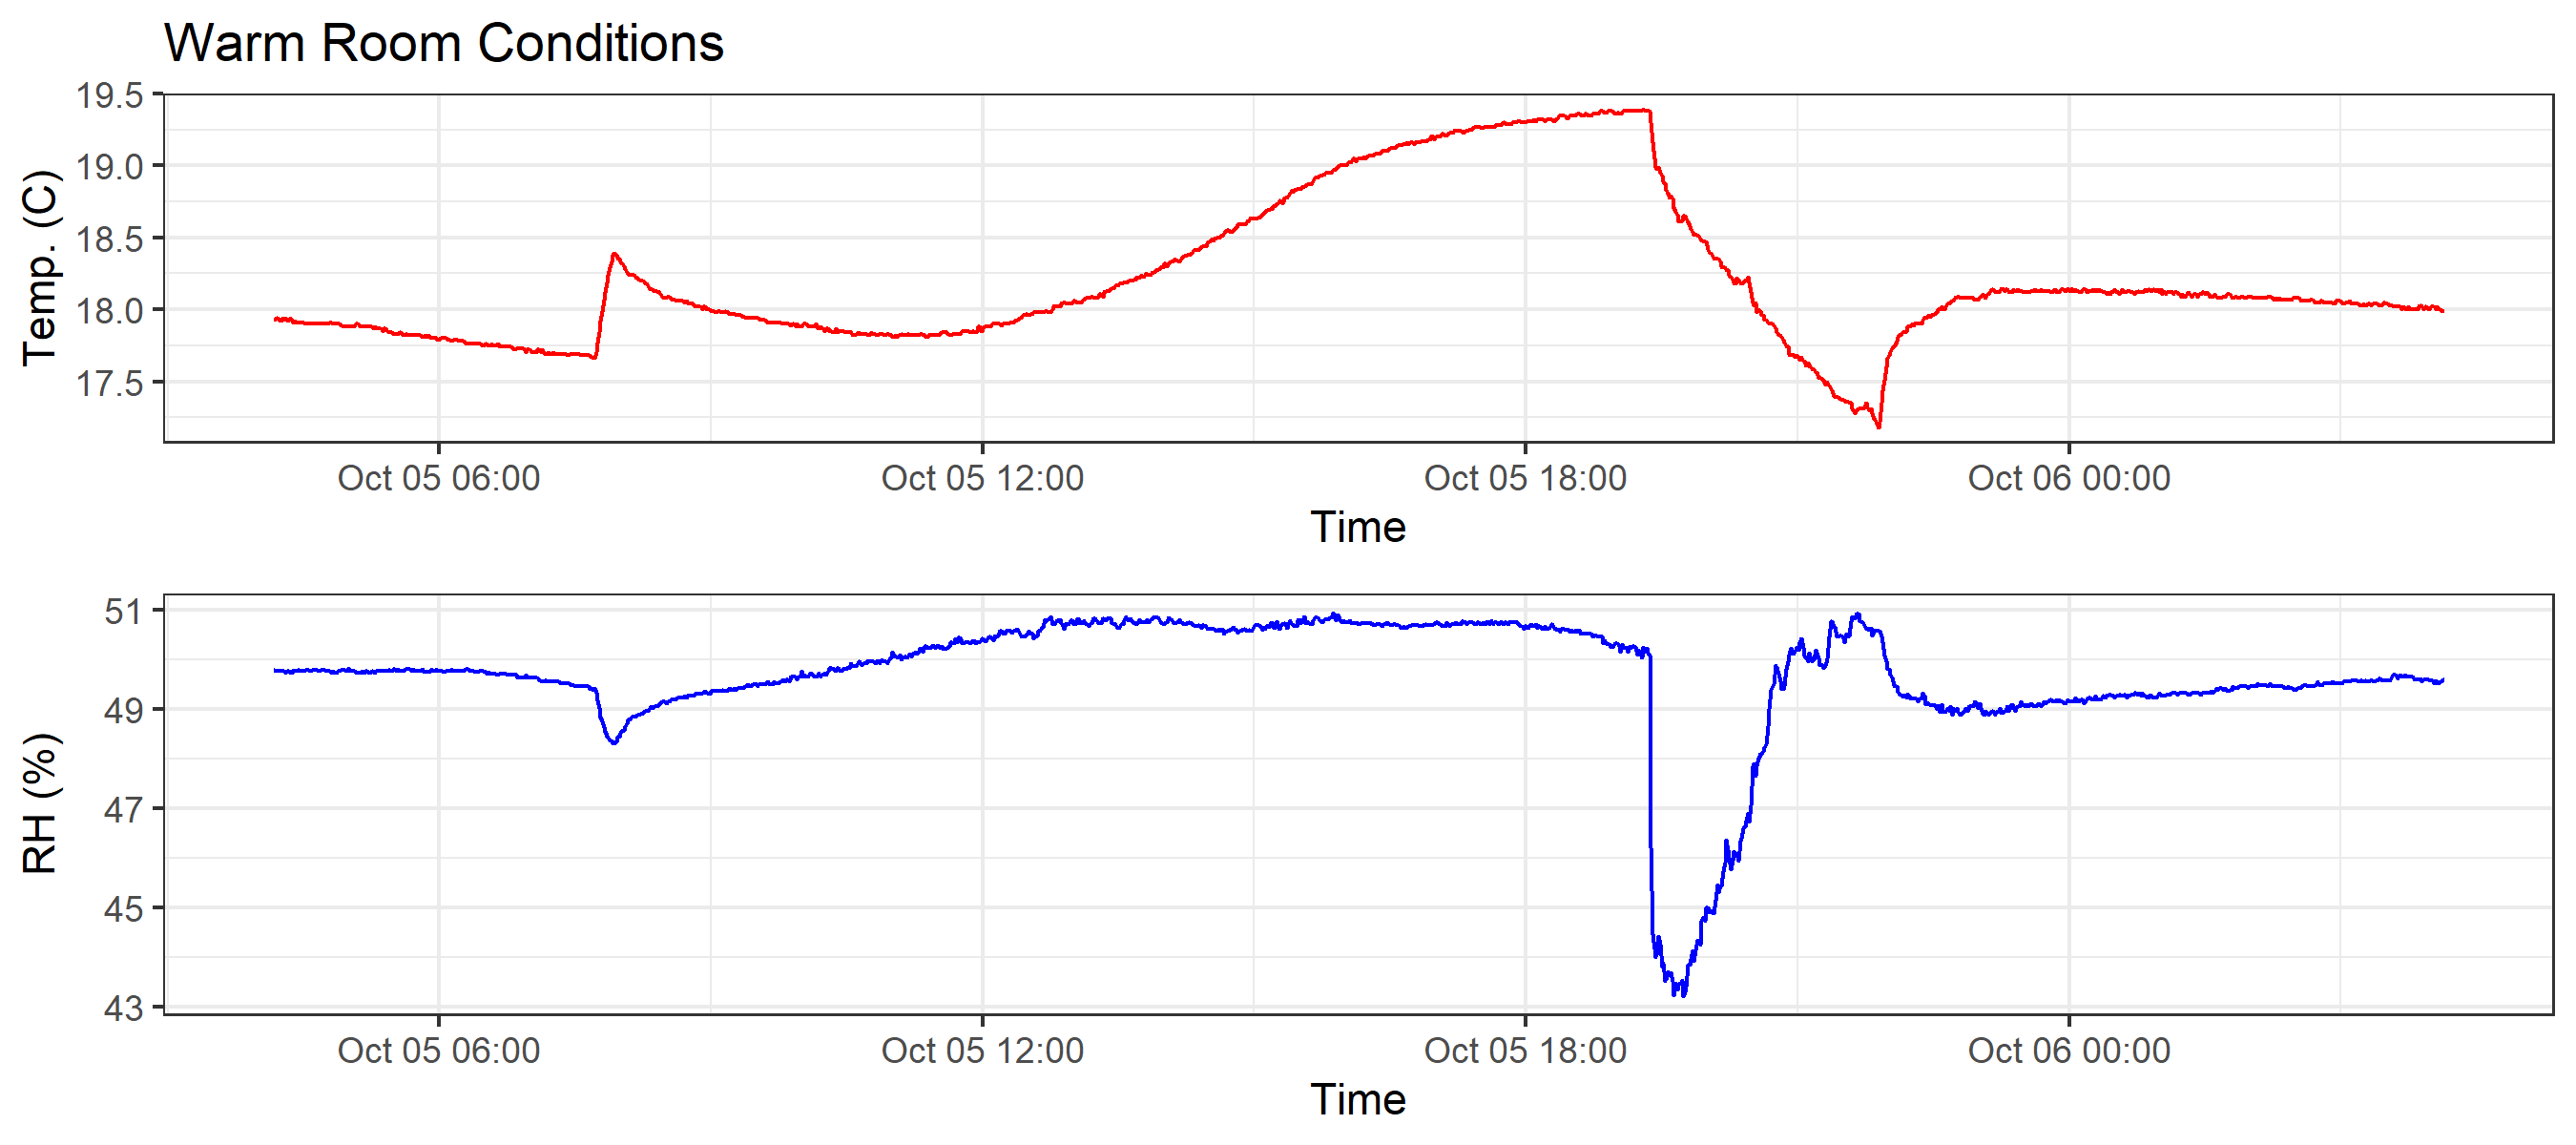 Warm Room Conditions
Temp. (C)
19.5
19.0
18.5
18.0
17.5
Oct 05 06:00 Oct 05 12:00 Oct 05 18:00 Oct 06 00:00
Time
RH (%)
51
49
47
45
43
Oct 05 06:00 Oct 05 12:00 Oct 05 18:00 Oct 06 00:00
Time